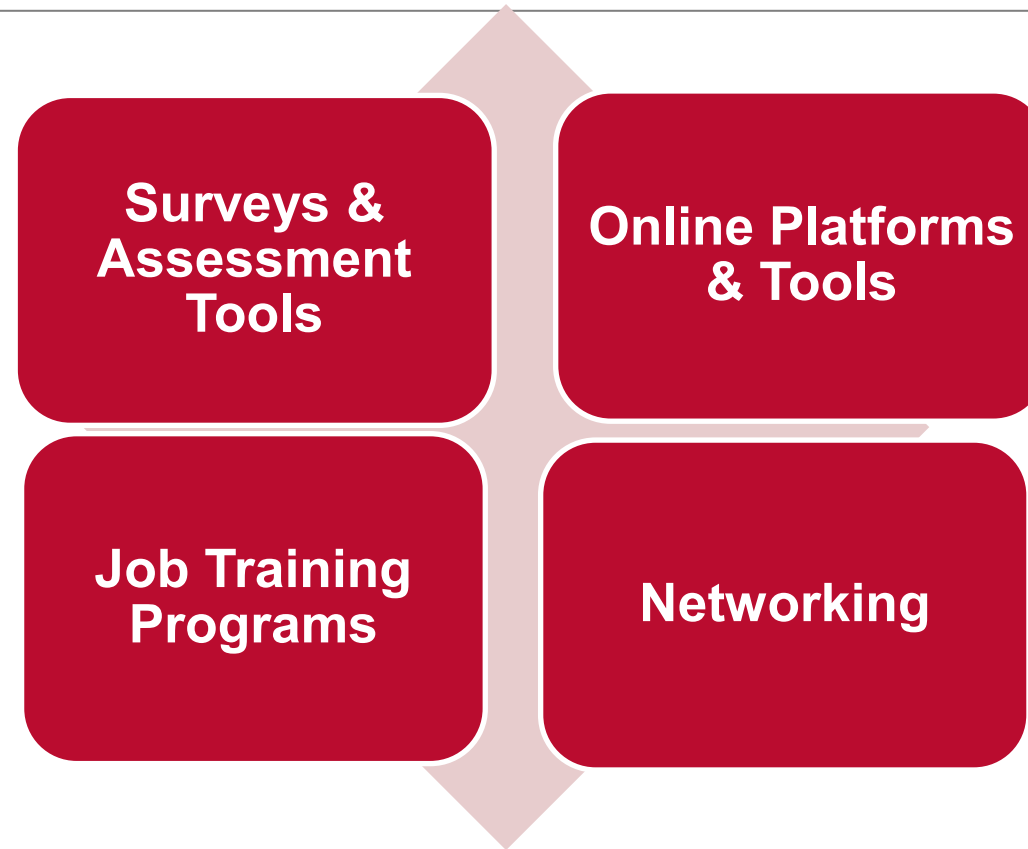 Surveys &
Assessment
Tools
Online Platforms
& Tools
Job Training
Programs
Networking